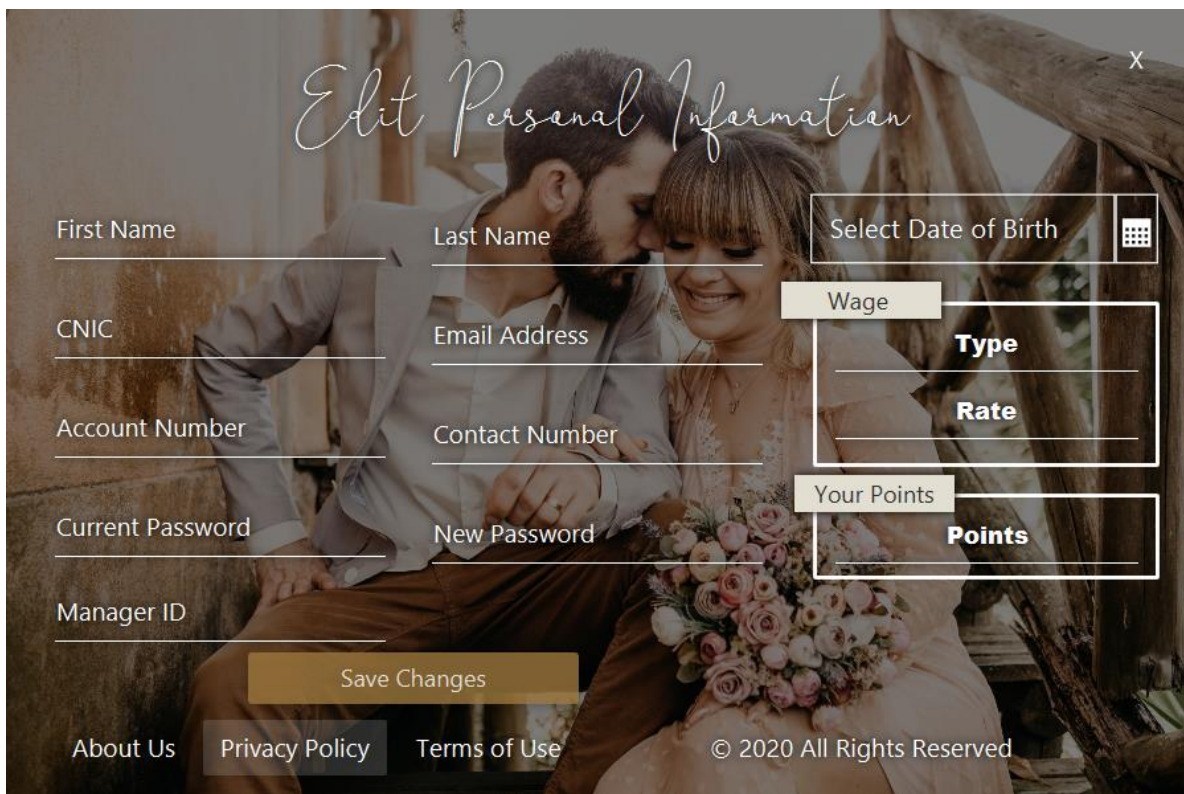 X
Edit Personal Information
First Name
Last Name
Select Date of Birth
Wage
CNIC
Email Address
Type
Rate
Account Number
Contact Number
Your Points
Current Password
New Password
Points
Manager ID
Save Changes
About Us
Privacy Policy
Terms of Use
© 2020 All Rights Reserved